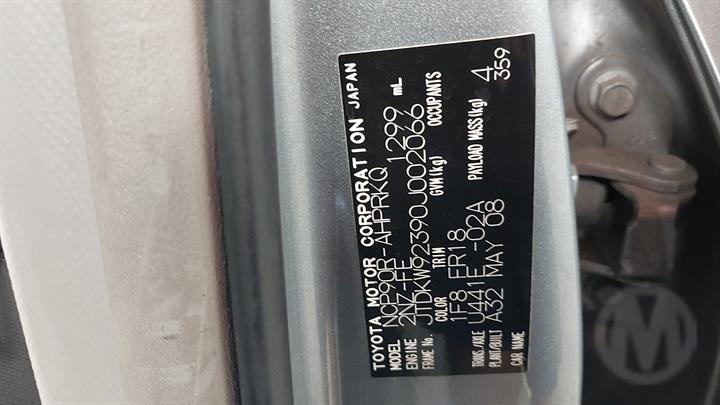 TOYOTA MOTOR CORPORATION JAPAN
MODEL NCP90R-AHPRKQ 1299 mL
ENGINE 2NZ-FE
FRAME No. JTDKW92390J002066
COLOR TRIM GVM(kg) OCCUPANTS
1F8 FR18 4
TRANS/AXLE U441E -02A PAYLOAD MASS(kg) 359
PLANT/BUILT A32 MAY 08
CAR NAME
M